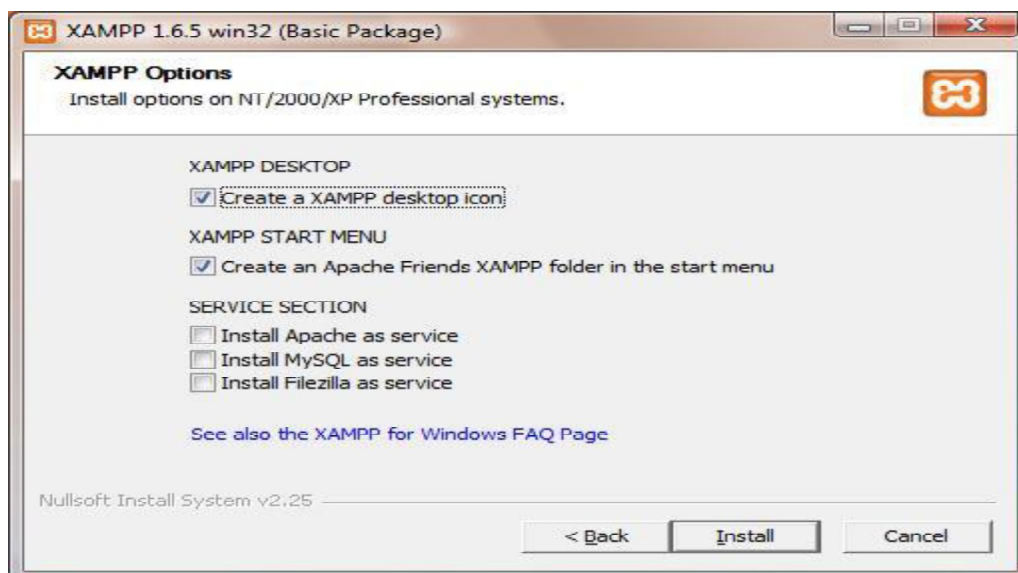 XAMPP 1.6.5 win32 (Basic Package)
XAMPP Options
Install options on NT/2000/XP Professional systems.
XAMPP DESKTOP
Create a XAMPP desktop icon
XAMPP START MENU
Create an Apache Friends XAMPP folder in the start menu
SERVICE SECTION
Install Apache as service
Install MySQL as service
Install Filezilla as service
See also the XAMPP for Windows FAQ Page
Nullsoft Install System v2.25
< Back Install Cancel